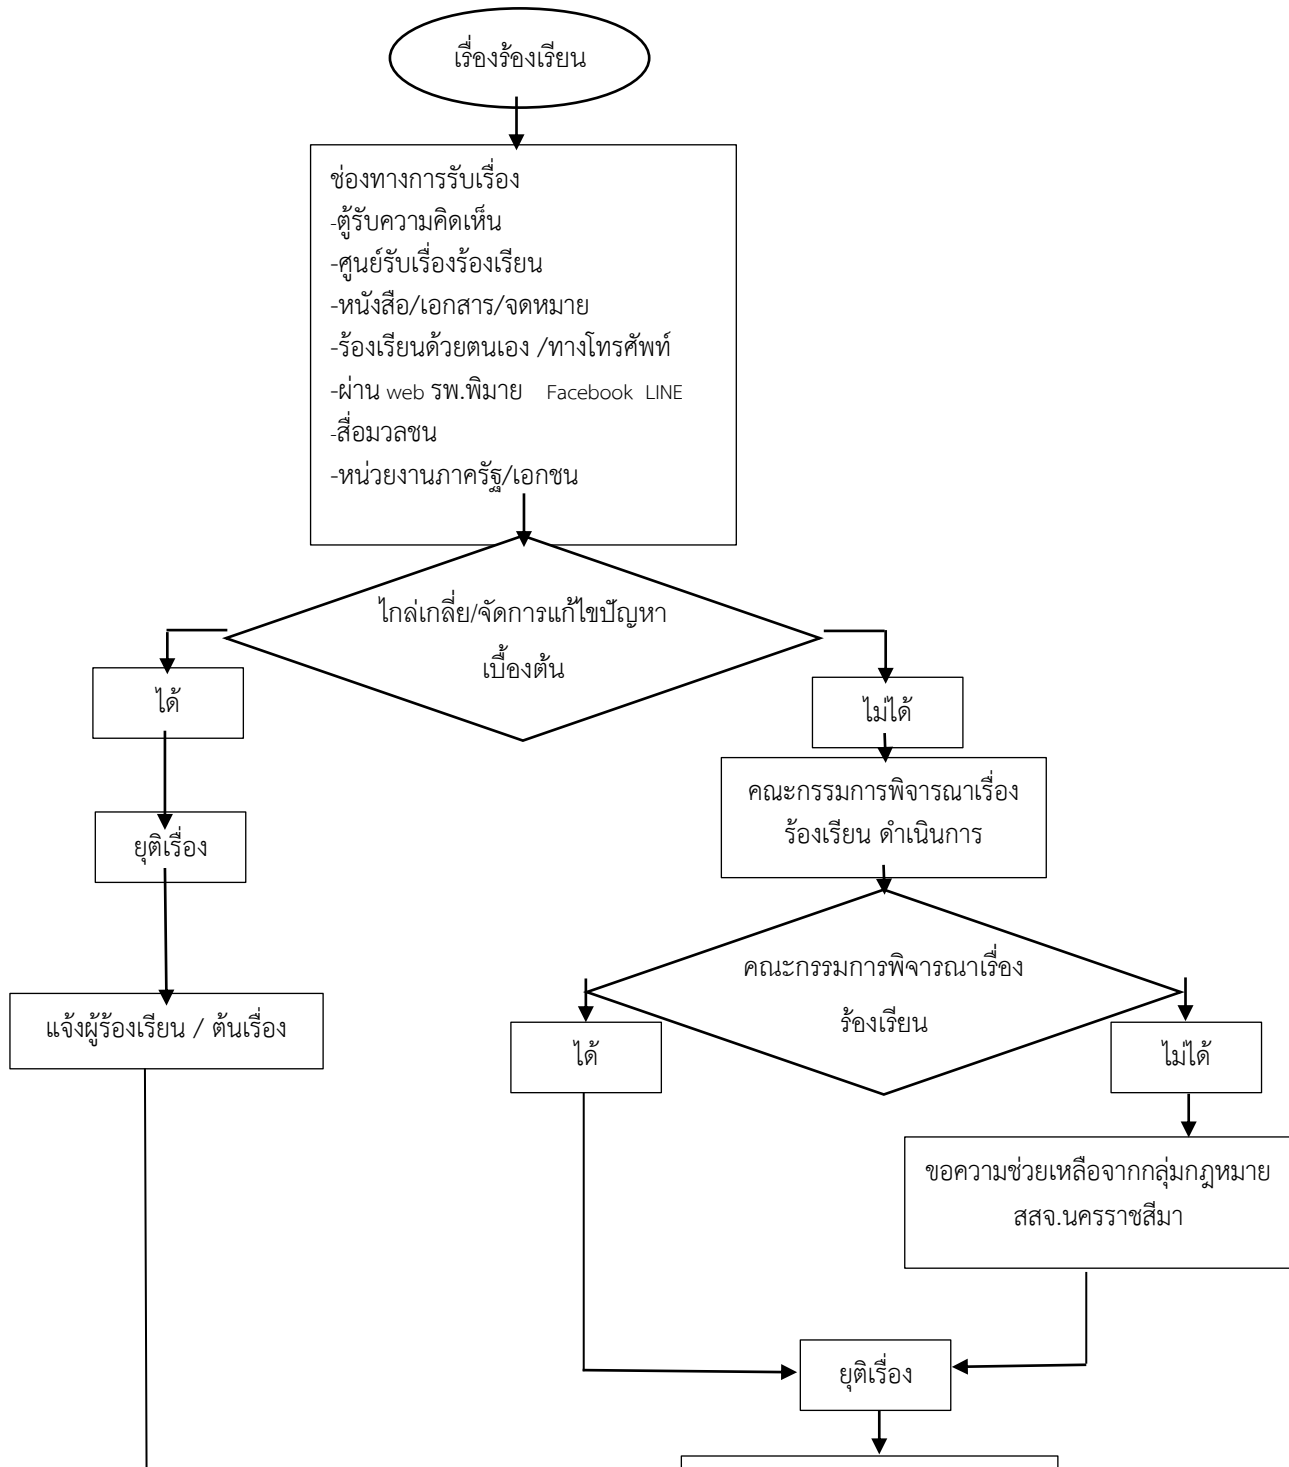 เรื่องร้องเรียน
ช่องทางการรับเรื่อง
-ตู้รับความคิดเห็น
-ศูนย์รับเรื่องร้องเรียน
-หนังสือ/เอกสาร/จดหมาย
-ร้องเรียนด้วยตนเอง /ทางโทรศัพท์
-ผ่าน web รพ.พิมาย Facebook LINE
-สื่อมวลชน
-หน่วยงานภาครัฐ/เอกชน
ไกล่เกลี่ย/จัดการแก้ไขปัญหา
เบื้องต้น
ได้
ไม่ได้
คณะกรรมการพิจารณาเรื่อง
ร้องเรียน ดำเนินการ
ยุติเรื่อง
คณะกรรมการพิจารณาเรื่อง
ร้องเรียน
แจ้งผู้ร้องเรียน / ต้นเรื่อง
ได้
ไม่ได้
ขอความช่วยเหลือจากกลุ่มกฎหมาย
สสจ.นครราชสีมา
ยุติเรื่อง